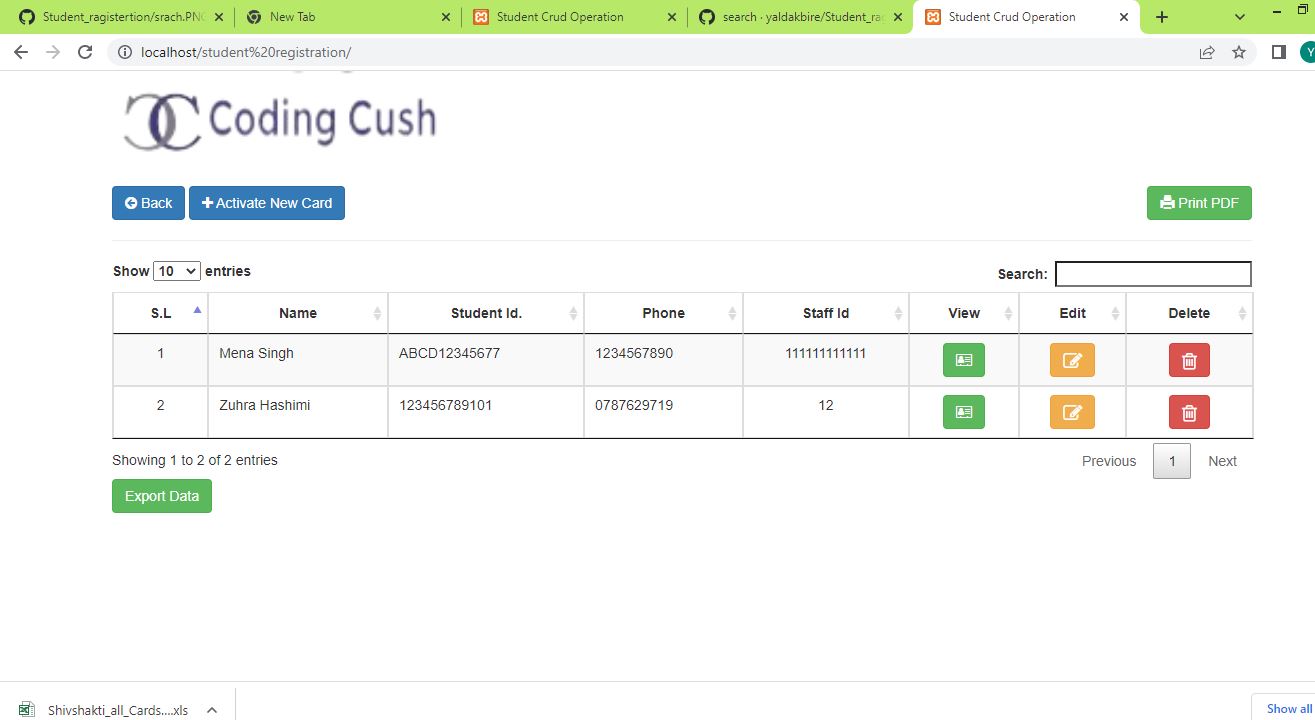 Student_ragistertion/srach.PNG
New Tab
Student Crud Operation
search · yaldakbire/Student_rag
Student Crud Operation
localhost/student%20registration/
Y
Coding Cush
Back
Activate New Card
Print PDF
Show 10 entries
Search:
S.L Name Student Id. Phone Staff Id View Edit Delete
1 Mena Singh ABCD12345677 1234567890 111111111111
2 Zuhra Hashimi 123456789101 0787629719 12
Showing 1 to 2 of 2 entries
Previous 1 Next
Export Data
Shivshakti_all_Cards....xls
Show all